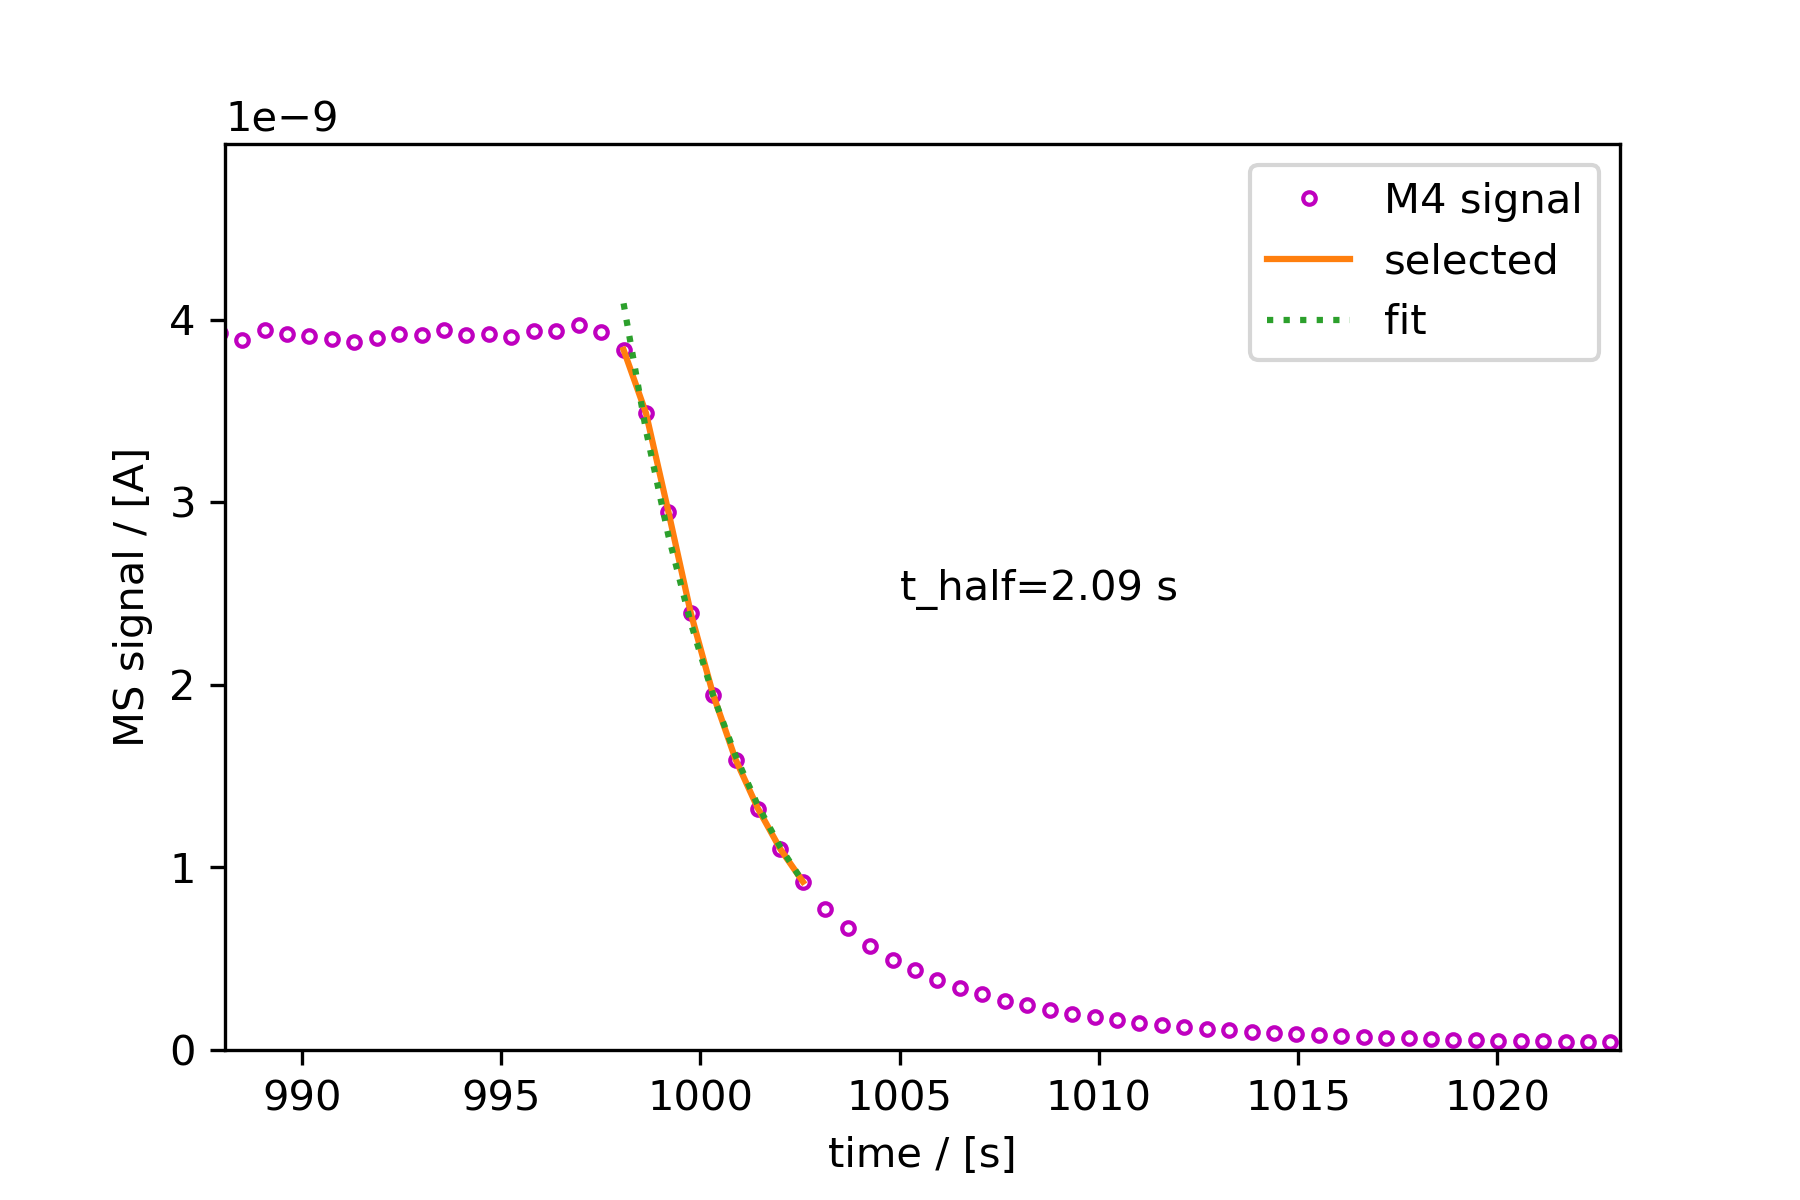 1e−9
M4 signal
selected
fit
4
3
2
1
0
MS signal / [A]
t_half=2.09 s
990 995 1000 1005 1010 1015 1020
time / [s]